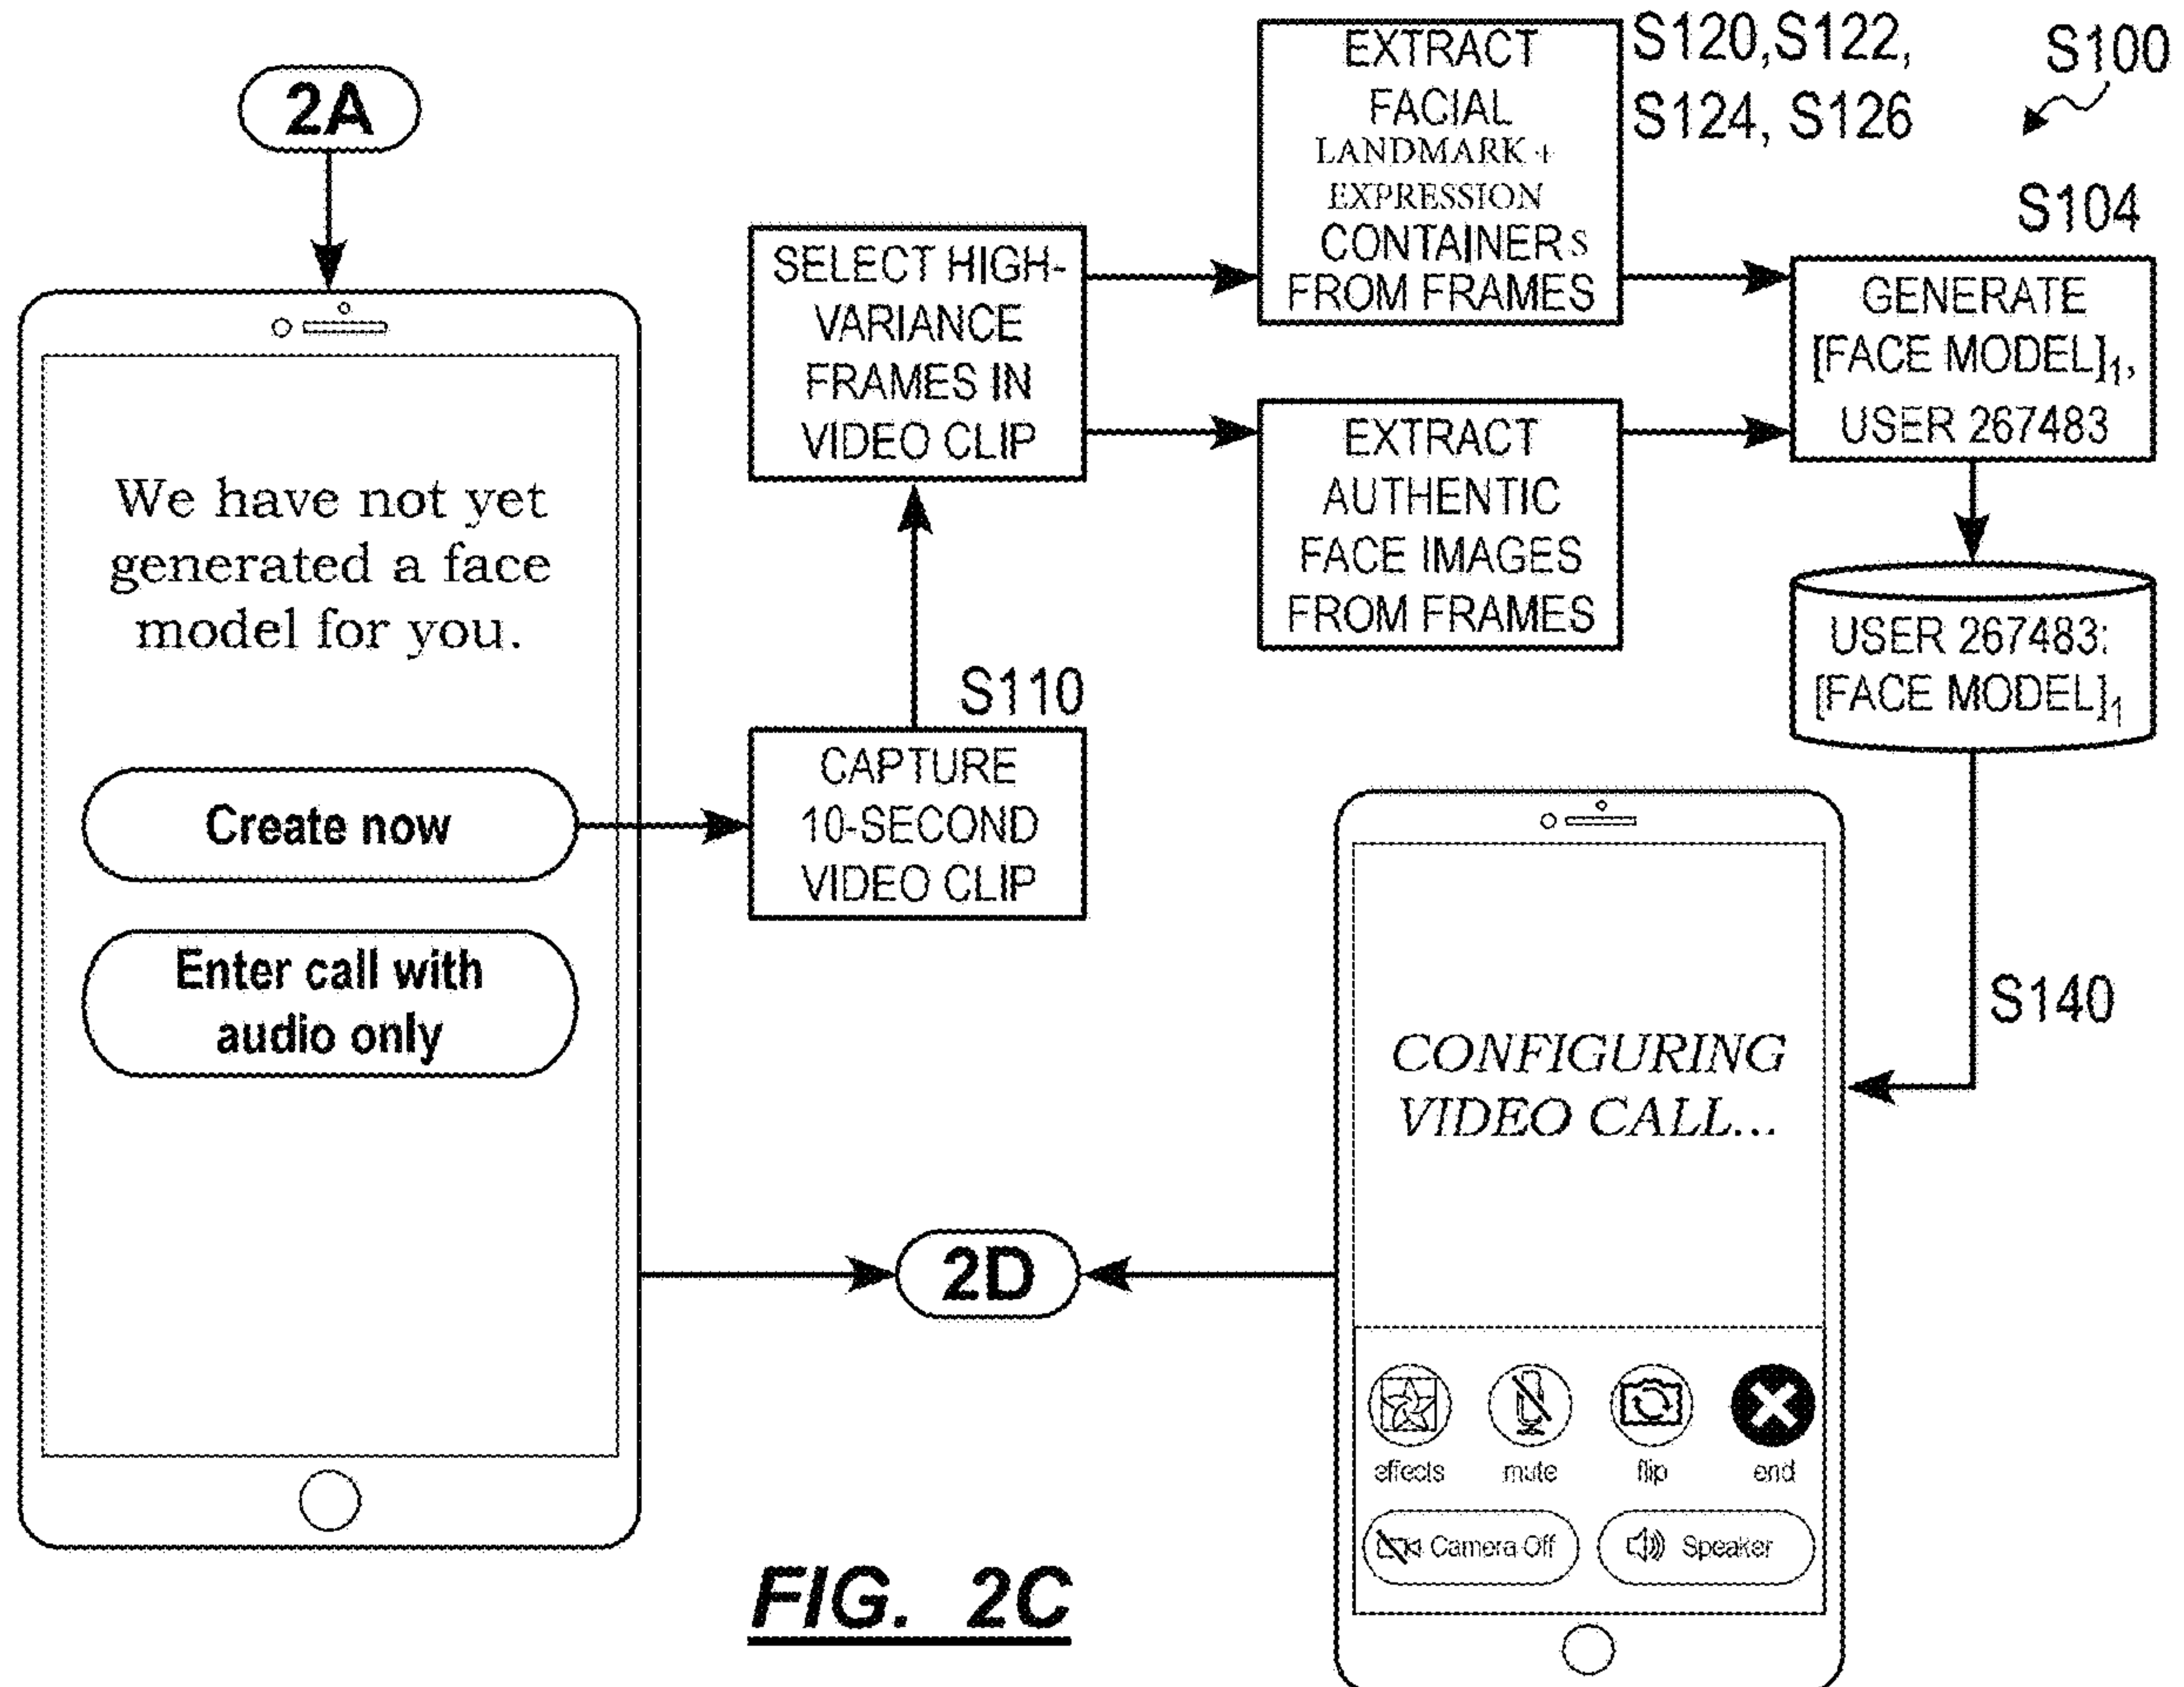 2A
We have not yet
generated a face
model for you.
Create now
Enter call with
audio only
S110
CAPTURE
10-SECOND
VIDEO CLIP
SELECT HIGH-
VARIANCE
FRAMES IN
VIDEO CLIP
EXTRACT
FACIAL
LANDMARK +
EXPRESSION
CONTAINERS
FROM FRAMES
S120,S122,
S124, S126
S100
EXTRACT
AUTHENTIC
FACE IMAGES
FROM FRAMES
S104
GENERATE
[FACE MODEL]1,
USER 267483
USER 267483:
[FACE MODEL]1
S140
CONFIGURING
VIDEO CALL...
effects mute flip end
Camera Off Speaker
2D
FIG. 2C